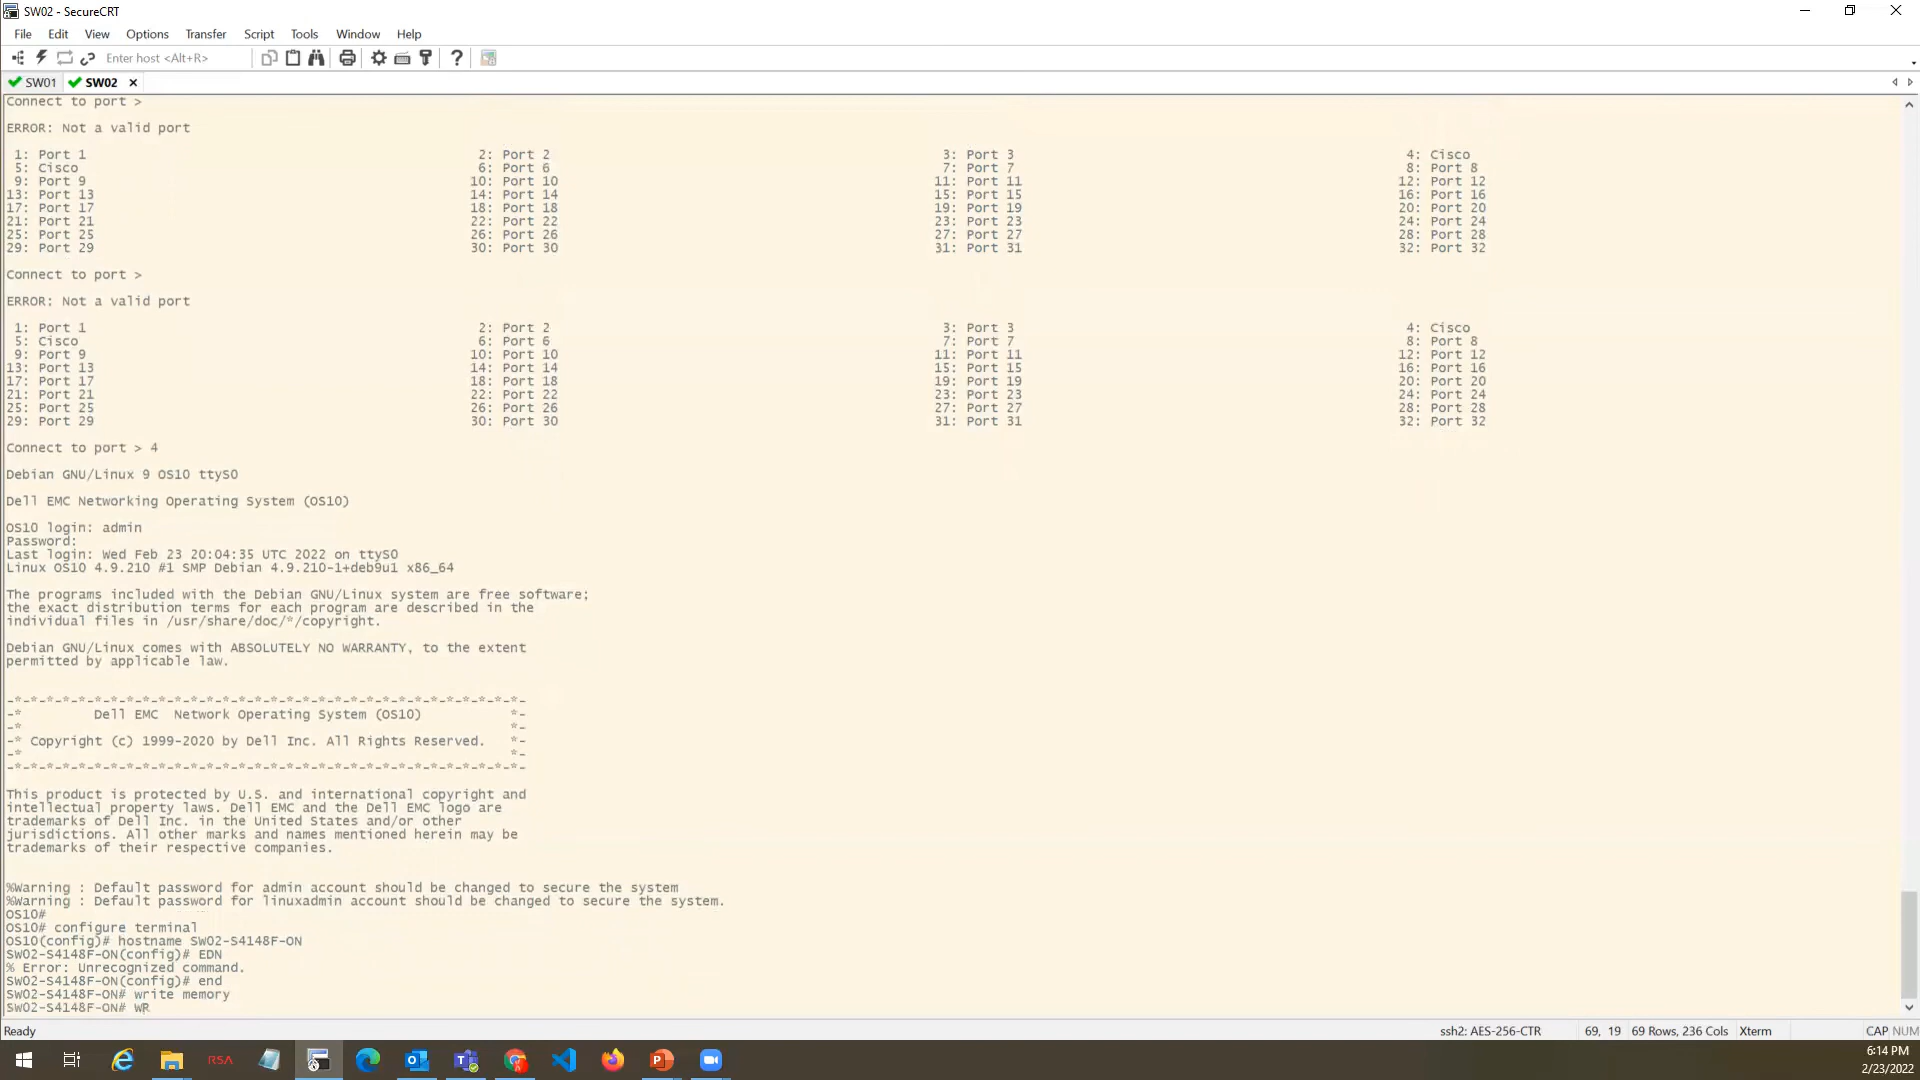 SW02 - SecureCRT
File Edit View Options Transfer Script Tools Window Help
Enter host <Alt+R>
SW01 SW02
Connect to port >
ERROR: Not a valid port
1: Port 1 2: Port 2 3: Port 3 4: Cisco
5: Cisco 6: Port 6 7: Port 7 8: Port 8
9: Port 9 10: Port 10 11: Port 11 12: Port 12
13: Port 13 14: Port 14 15: Port 15 16: Port 16
17: Port 17 18: Port 18 19: Port 19 20: Port 20
21: Port 21 22: Port 22 23: Port 23 24: Port 24
25: Port 25 26: Port 26 27: Port 27 28: Port 28
29: Port 29 30: Port 30 31: Port 31 32: Port 32
Connect to port >
ERROR: Not a valid port
1: Port 1 2: Port 2 3: Port 3 4: Cisco
5: Cisco 6: Port 6 7: Port 7 8: Port 8
9: Port 9 10: Port 10 11: Port 11 12: Port 12
13: Port 13 14: Port 14 15: Port 15 16: Port 16
17: Port 17 18: Port 18 19: Port 19 20: Port 20
21: Port 21 22: Port 22 23: Port 23 24: Port 24
25: Port 25 26: Port 26 27: Port 27 28: Port 28
29: Port 29 30: Port 30 31: Port 31 32: Port 32
Connect to port > 4
Debian GNU/Linux 9 OS10 ttyS0
Dell EMC Networking Operating System (OS10)
OS10 login: admin
Password:
Last login: Wed Feb 23 20:04:35 UTC 2022 on ttyS0
Linux OS10 4.9.210 #1 SMP Debian 4.9.210-1+deb9u1 x86_64
The programs included with the Debian GNU/Linux system are free software;
the exact distribution terms for each program are described in the
individual files in /usr/share/doc/*/copyright.
Debian GNU/Linux comes with ABSOLUTELY NO WARRANTY, to the extent
permitted by applicable law.
-*-*-*-*-*-*-*-*-*-*-*-*-*-*-*-*-*-*-*-*-*-*-*-*-*-*-*-*-*-*-*-*-
-* Dell EMC Network Operating System (OS10) *-
-* *-
-* Copyright (c) 1999-2020 by Dell Inc. All Rights Reserved. *-
-* *-
-*-*-*-*-*-*-*-*-*-*-*-*-*-*-*-*-*-*-*-*-*-*-*-*-*-*-*-*-*-*-*-*-
This product is protected by U.S. and international copyright and
intellectual property laws. Dell EMC and the Dell EMC logo are
trademarks of Dell Inc. in the United States and/or other
jurisdictions. All other marks and names mentioned herein may be
trademarks of their respective companies.
%Warning : Default password for admin account should be changed to secure the system
%Warning : Default password for linuxadmin account should be changed to secure the system.
OS10#
OS10# configure terminal
OS10(config)# hostname SW02-S4148F-ON
SW02-S4148F-ON(config)# EDN
% Error: Unrecognized command.
SW02-S4148F-ON(config)# end
SW02-S4148F-ON# write memory
SW02-S4148F-ON# WR
Ready ssh2: AES-256-CTR 69, 19 69 Rows, 236 Cols Xterm CAP NUM
RSA
6:14 PM
2/23/2022